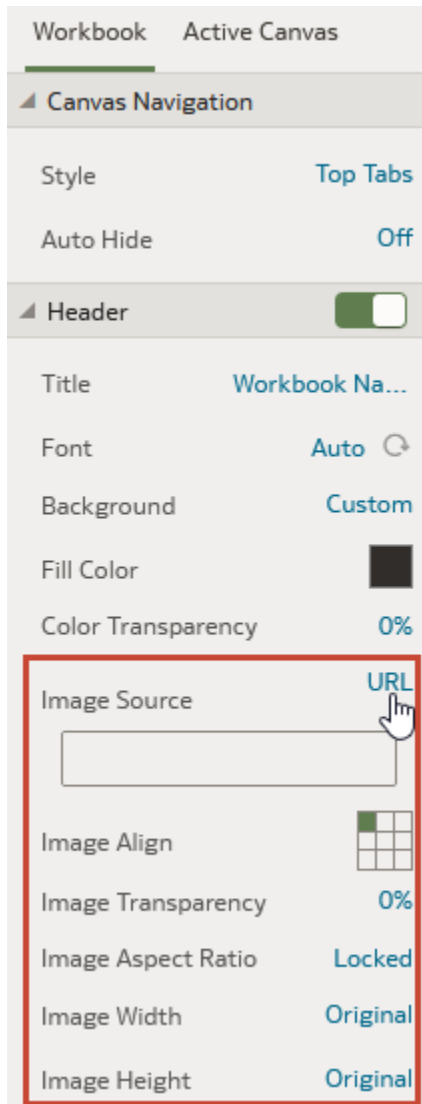 Workbook Active Canvas
Canvas Navigation
Style Top Tabs
Auto Hide Off
Header
Title Workbook Na...
Font Auto
Background Custom
Fill Color
Color Transparency 0%
Image Source URL
Image Align
Image Transparency 0%
Image Aspect Ratio Locked
Image Width Original
Image Height Original